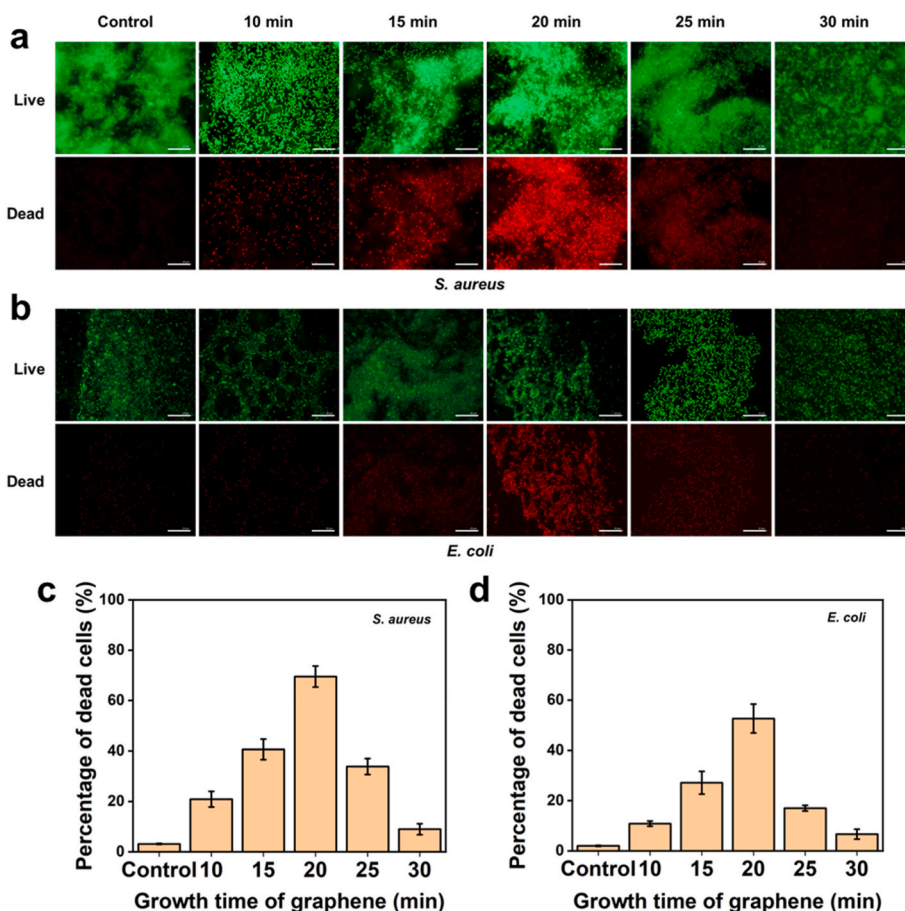 Control 10 min 15 min 20 min 25 min 30 min
a
Live
Dead
S. aureus
b
Live
Dead
E. coli
c
Percentage of dead cells (%)
S. aureus
100
80
60
40
20
0
Control 10 15 20 25 30
Growth time of graphene (min)
d
Percentage of dead cells (%)
E. coli
100
80
60
40
20
0
Control 10 15 20 25 30
Growth time of graphene (min)